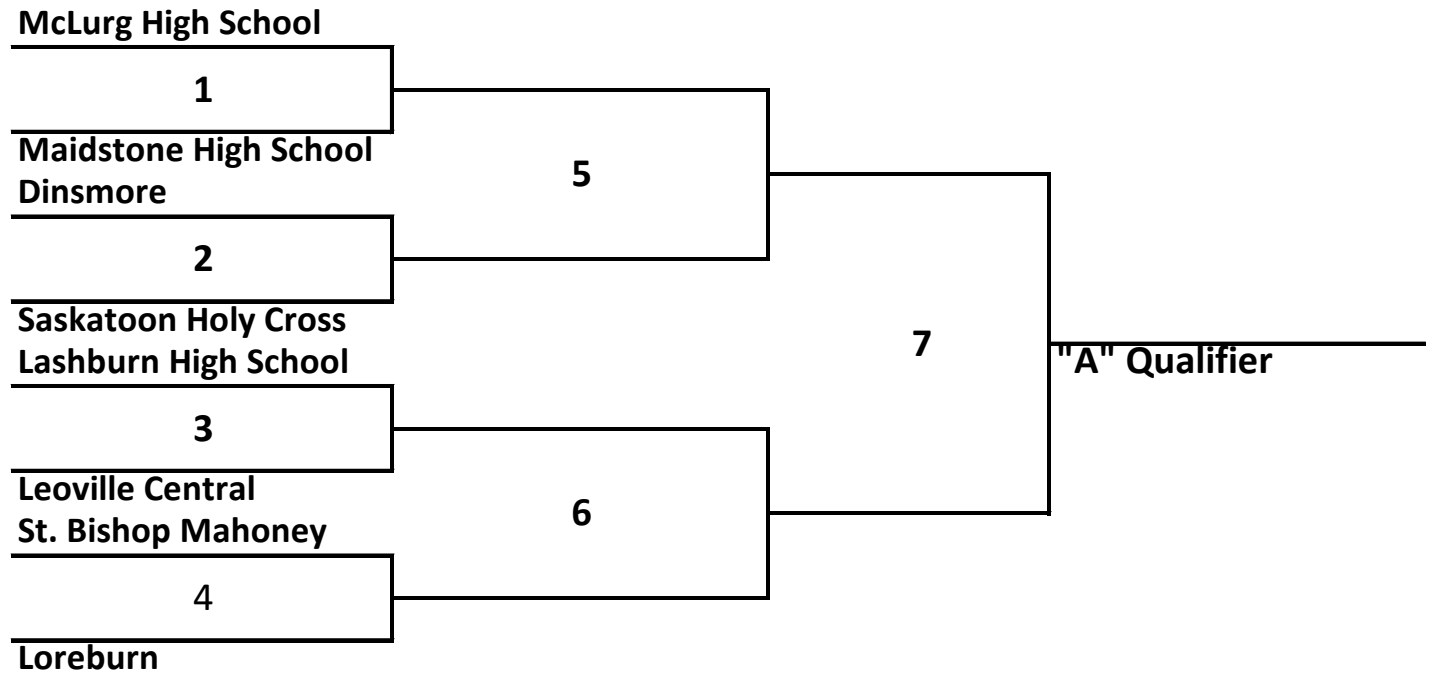 McLurg High School
1
Maidstone High School
Dinsmore
5
2
Saskatoon Holy Cross
Lashburn High School
7
"A" Qualifier
3
Leoville Central
St. Bishop Mahoney
6
4
Loreburn